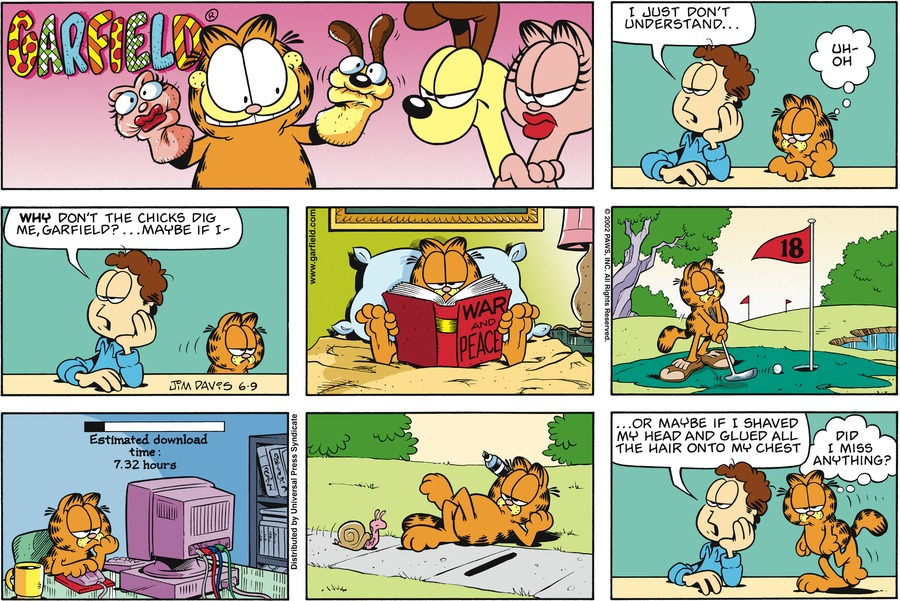 GARFIELD®
I JUST DON'T
UNDERSTAND...
UH-
OH
WHY DON'T THE CHICKS DIG
ME, GARFIELD?...MAYBE IF I-
JIM DAVIS 6-9
www.garfield.com
WAR
AND
PEACE
© 2002 PAWS, INC. All Rights Reserved.
18
Estimated download
time:
7.32 hours
Distributed by Universal Press Syndicate
...OR MAYBE IF I SHAVED
MY HEAD AND GLUED ALL
THE HAIR ONTO MY CHEST
DID
I MISS
ANYTHING?